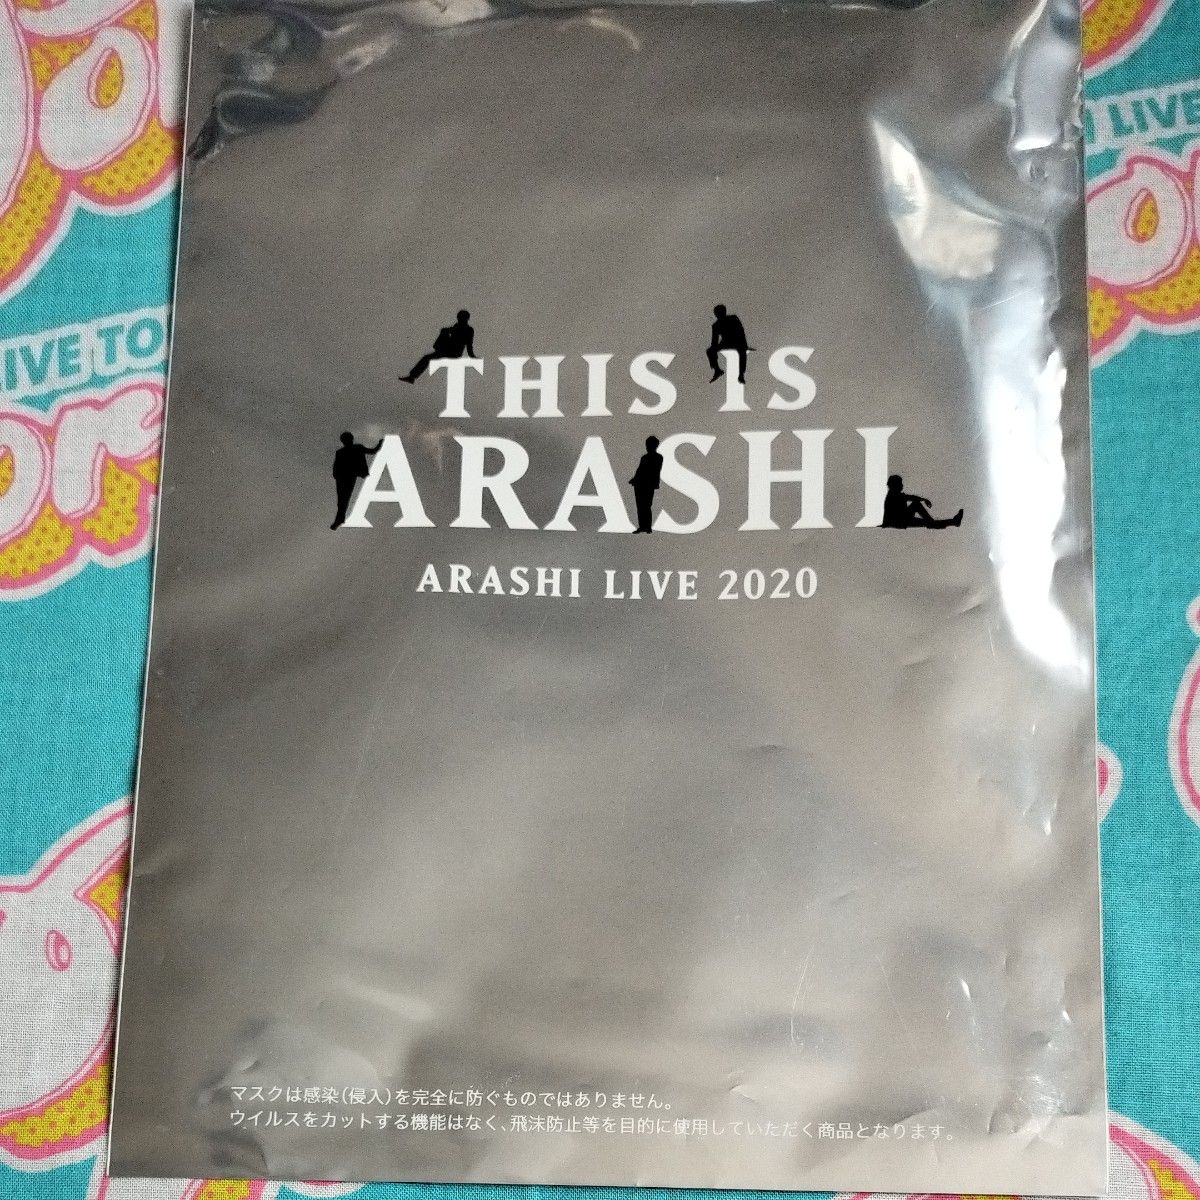 THIS IS
ARASHI
ARASHI LIVE 2020
マスクは感染(侵入)を完全に防ぐものではありません。
ウイルスをカットする機能はなく、飛沫防止等を目的に使用していただく商品となります。
LIVE TO
LIVE